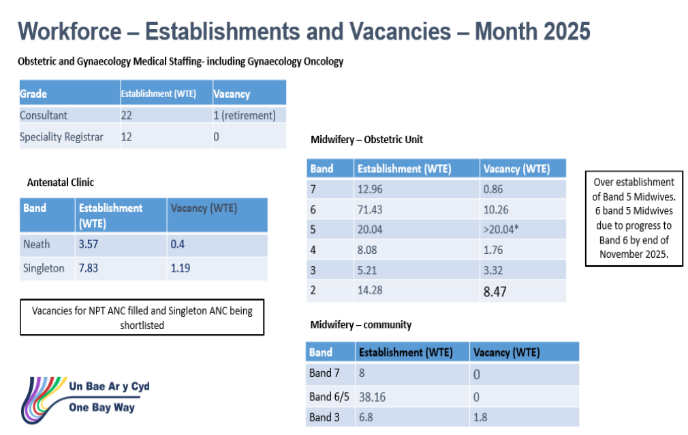 Workforce – Establishments and Vacancies – Month 2025
Obstetric and Gynaecology Medical Staffing- including Gynaecology Oncology
Grade Establishment (WTE) Vacancy
Consultant 22 1 (retirement)
Speciality Registrar 12 0
Antenatal Clinic
Band Establishment (WTE) Vacancy (WTE)
Neath 3.57 0.4
Singleton 7.83 1.19
Vacancies for NPT ANC filled and Singleton ANC being
shortlisted
Midwifery – Obstetric Unit
Band Establishment (WTE) Vacancy (WTE)
7 12.96 0.86
6 71.43 10.26
5 20.04 >20.04*
4 8.08 1.76
3 5.21 3.32
2 14.28 8.47
Over establishment
of Band 5 Midwives.
6 band 5 Midwives
due to progress to
Band 6 by end of
November 2025.
Midwifery – community
Band Establishment (WTE) Vacancy (WTE)
Band 7 8 0
Band 6/5 38.16 0
Band 3 6.8 1.8
Un Bae Ar y Cyd
One Bay Way